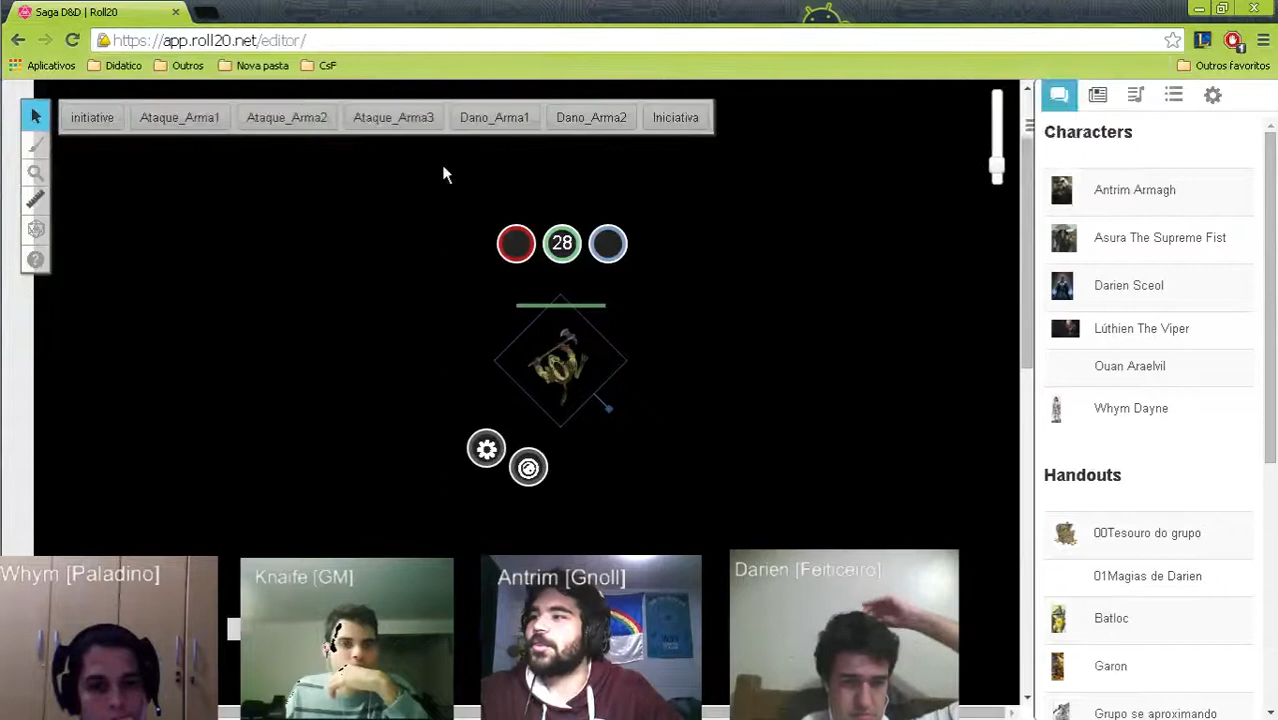 Saga D&D | Roll20
https://app.roll20.net/editor/
Aplicativos Didatico Outros Nova pasta CsF Outros favoritos
initiative Ataque_Arma1 Ataque_Arma2 Ataque_Arma3 Dano_Arma1 Dano_Arma2 Iniciativa
28
Characters
Antrim Armagh
Asura The Supreme Fist
Darien Sceol
Lúthien The Viper
Ouan Araelvil
Whym Dayne
Handouts
00Tesouro do grupo
01Magias de Darien
Batloc
Garon
Grupo se aproximando
Whym [Paladino]
Knaife [GM]
Antrim [Gnoll]
Darien [Feiticeiro]